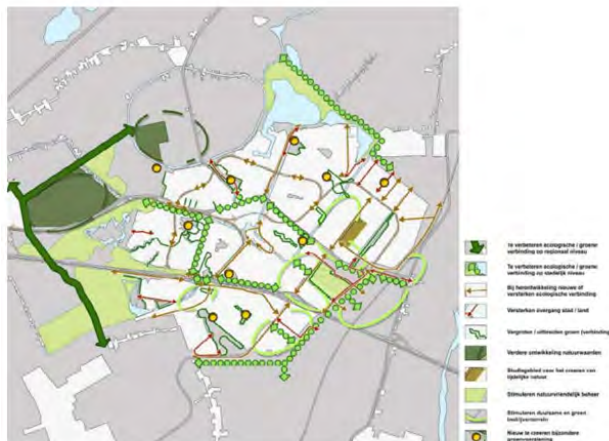 Te verbeteren ecologische / groene
verbinding op regionaal niveau
Te verbeteren ecologische / groene
verbinding op stedelijk niveau
Bij herontwikkeling nieuwe of
versterken ecologische verbinding
Versterken overgang stad / land
Vergroten / uitbreiden groen (verbinding
Verdere ontwikkeling natuurwaarden
Studiegebied voor het creëren van
tijdelijke natuur
Stimuleren natuurvriendelijk beheer
Stimuleren duurzame en groen
bedrijventerrein
Nieuw te creëren bijzondere